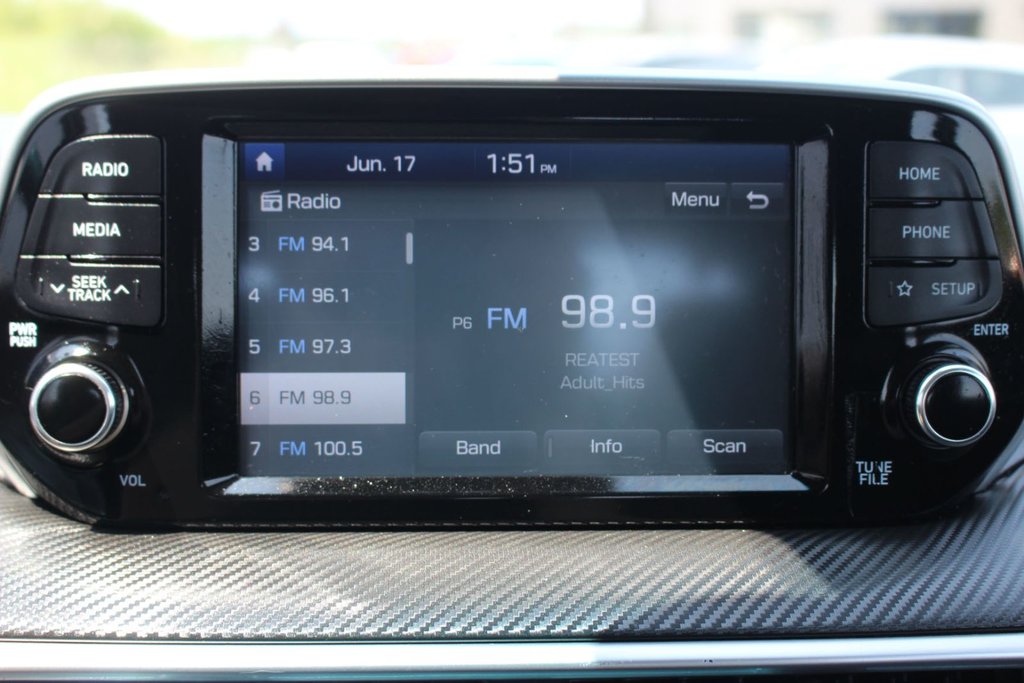 RADIO
MEDIA
SEEK
TRACK
PWR
PUSH
VOL
Jun. 17 1:51 PM
Radio
Menu
3 FM 94.1
4 FM 96.1
5 FM 97.3
6 FM 98.9
7 FM 100.5
P6 FM 98.9
REATEST
Adult_Hits
Band Info Scan
HOME
PHONE
SETUP
ENTER
TUNE
FILE